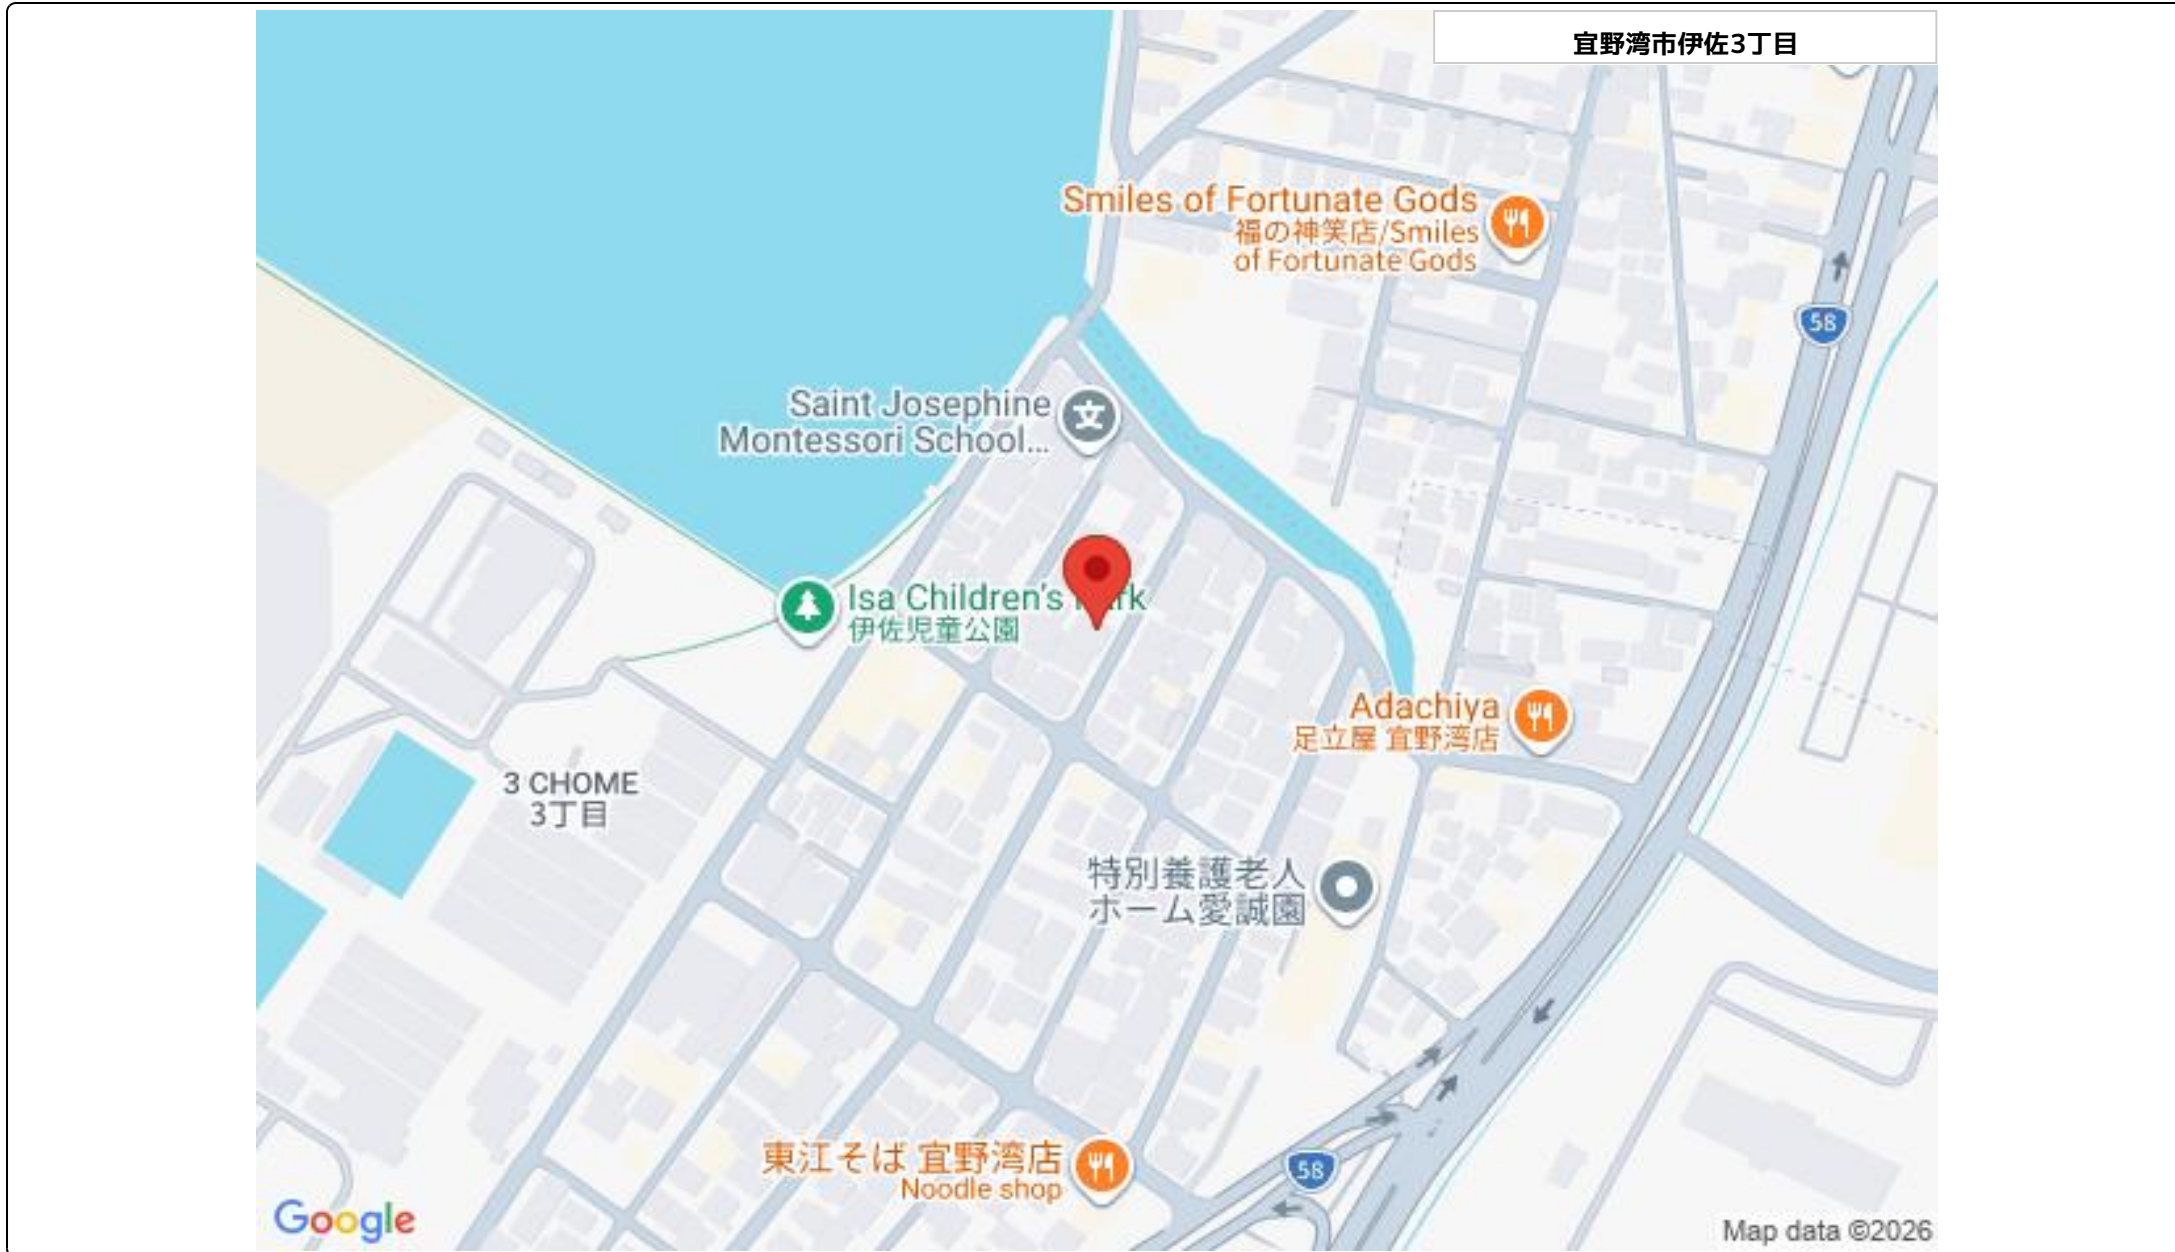 宜野湾市伊佐3丁目
Smiles of Fortunate Gods
福の神笑店/Smiles
of Fortunate Gods
58
Saint Josephine
Montessori School...
Isa Children's
伊佐児童公園
Adachiya
足立屋 宜野湾店
3 CHOME
3丁目
特別養護老人
ホーム愛誠園
東江そば 宜野湾店
Noodle shop
58
Google
Map data ©2026